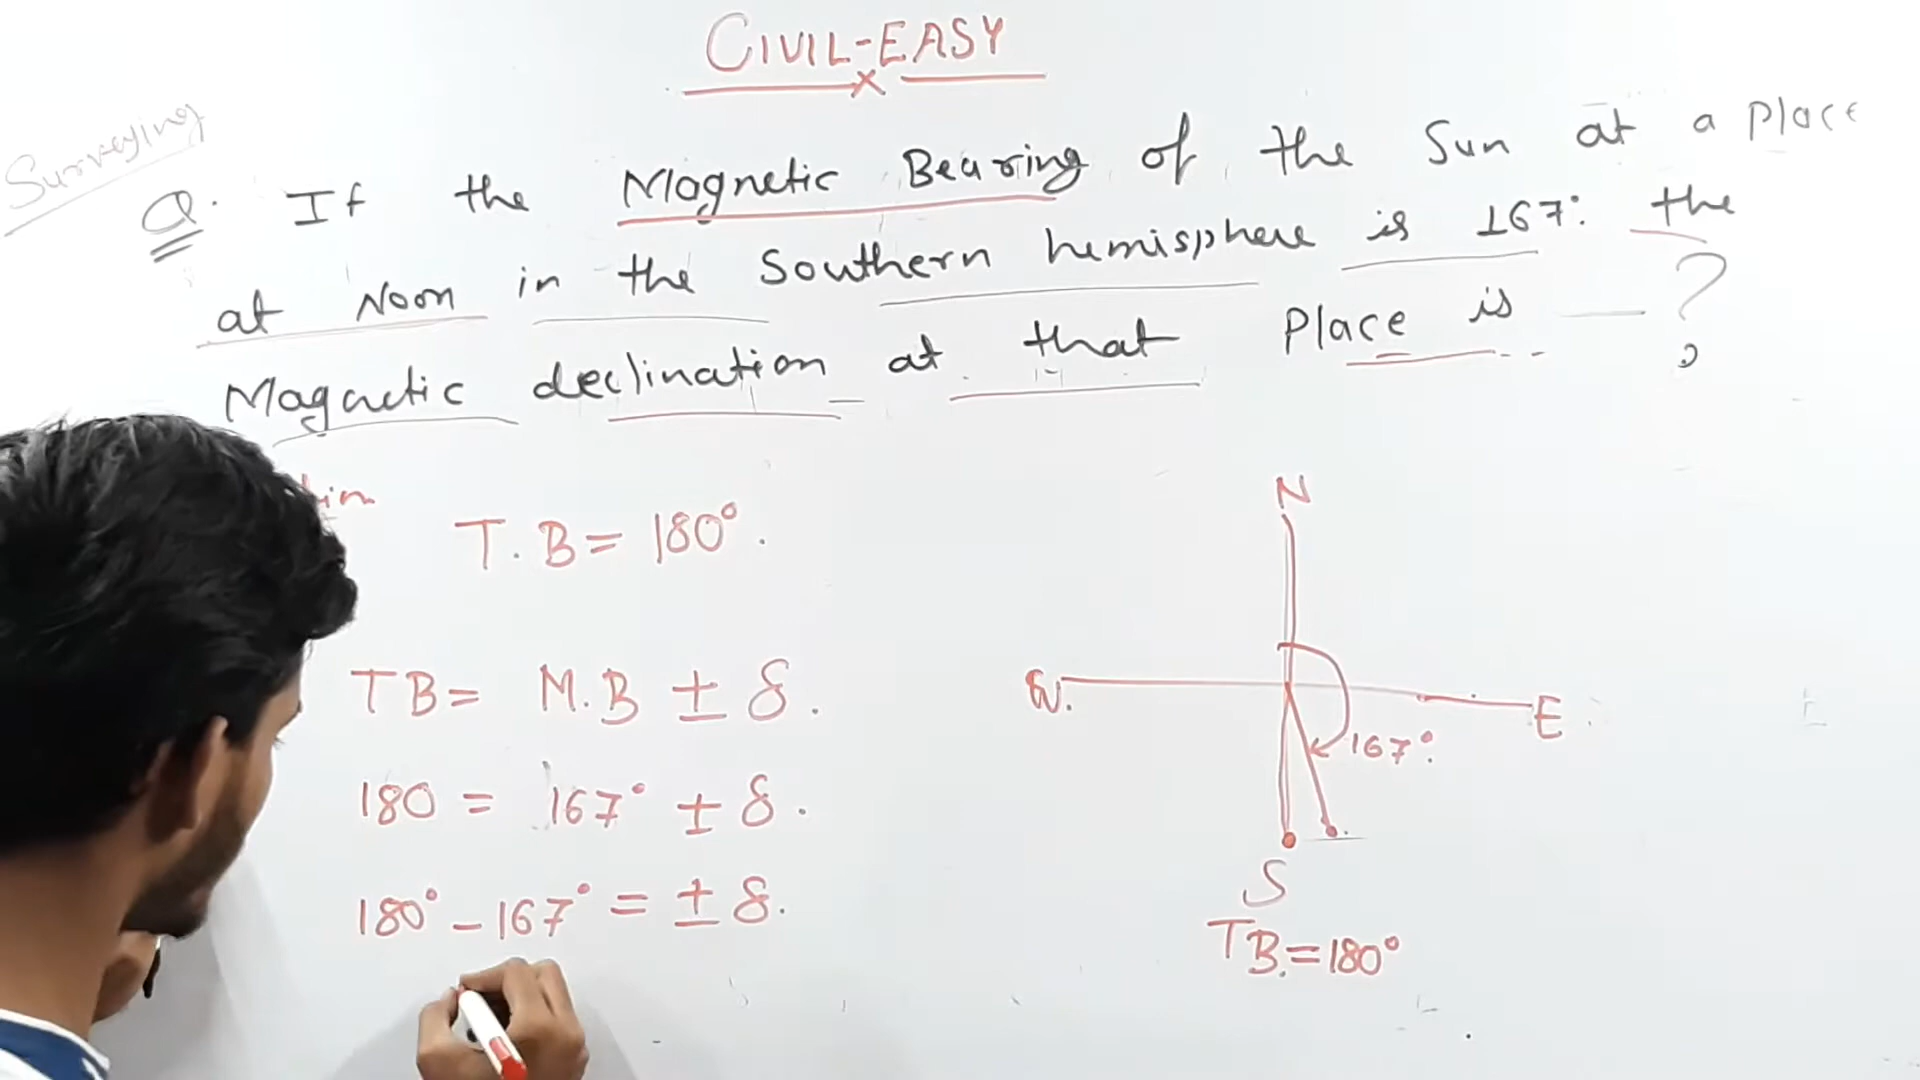 CIVIL-EASY
Surveying
Q. If the Magnetic Bearing of the Sun at a Place
at Noon in the Southern hemisphere is 167°. the
Magnetic declination at that Place is — ?
T.B = 180°.
TB = M.B ± δ.
180 = 167° ± δ.
180° - 167° = ± δ.
N
W.
E
167°.
S
TB. = 180°